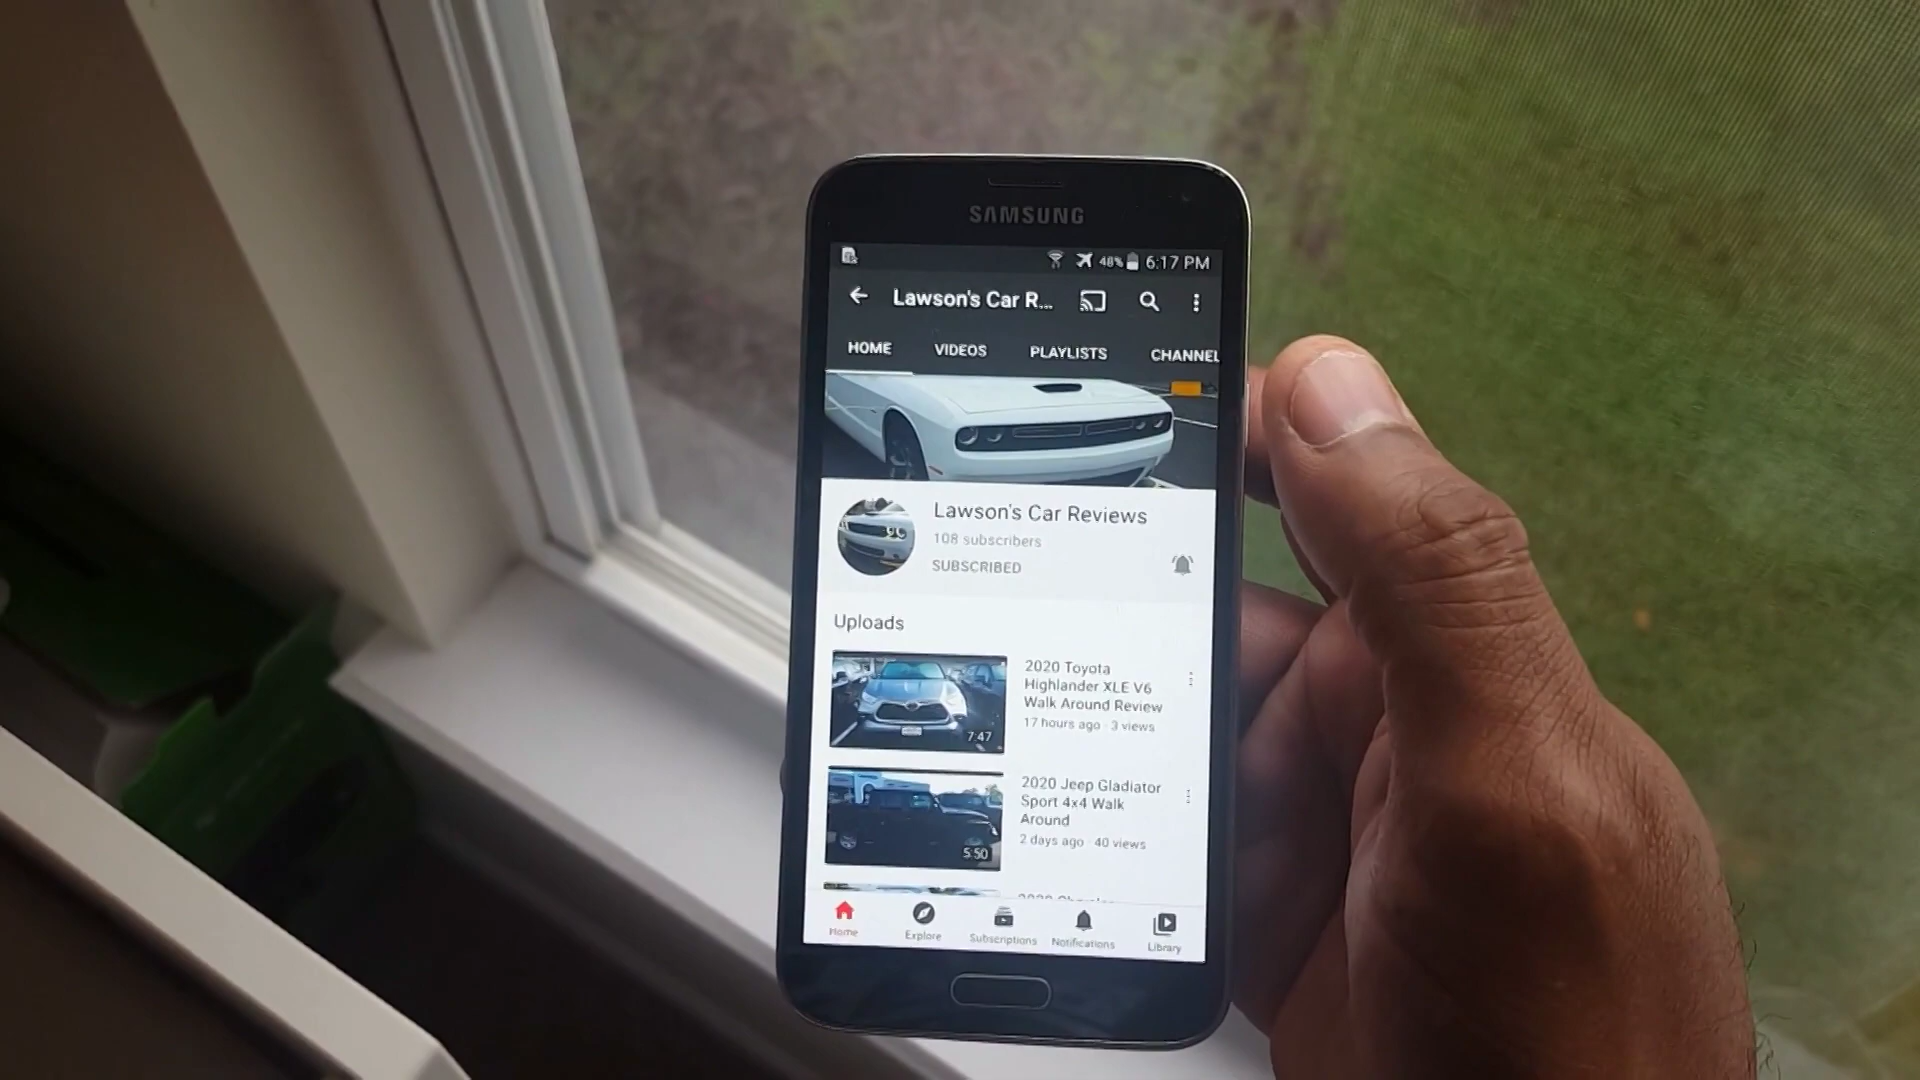 SAMSUNG
48% 6:17 PM
Lawson's Car R...
HOME VIDEOS PLAYLISTS CHANNEL
Lawson's Car Reviews
108 subscribers
SUBSCRIBED
Uploads
2020 Toyota
Highlander XLE V6
Walk Around Review
17 hours ago · 3 views
7:47
2020 Jeep Gladiator
Sport 4x4 Walk
Around
2 days ago · 40 views
5:50
Home Explore Subscriptions Notifications Library